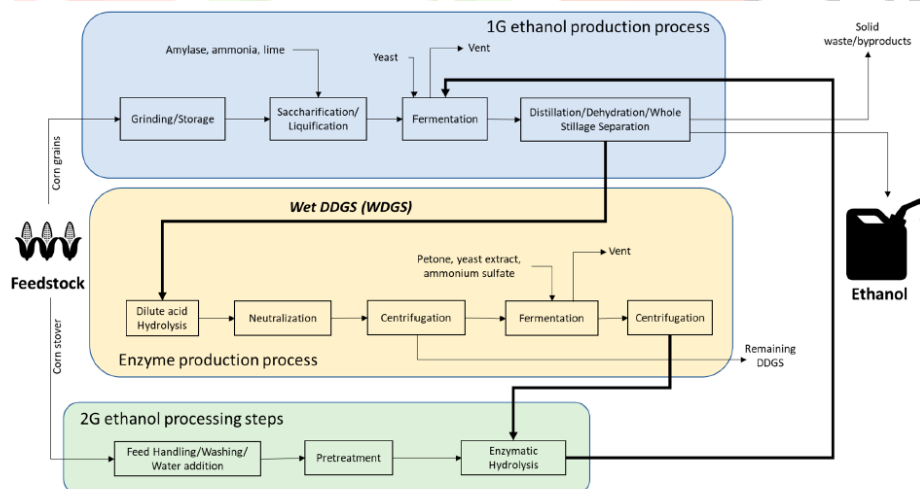 1G ethanol production process
Solid
waste/byproducts
Amylase, ammonia, lime
Yeast
Vent
Grinding/Storage
Saccharification/
Liquification
Fermentation
Distillation/Dehydration/Whole
Stillage Separation
Corn grains
Wet DDGS (WDGS)
Feedstock
Petone, yeast extract,
ammonium sulfate
Vent
Ethanol
Dilute acid
Hydrolysis
Neutralization
Centrifugation
Fermentation
Centrifugation
Enzyme production process
Remaining
DDGS
Corn stover
2G ethanol processing steps
Feed Handling/Washing/
Water addition
Pretreatment
Enzymatic
Hydrolysis